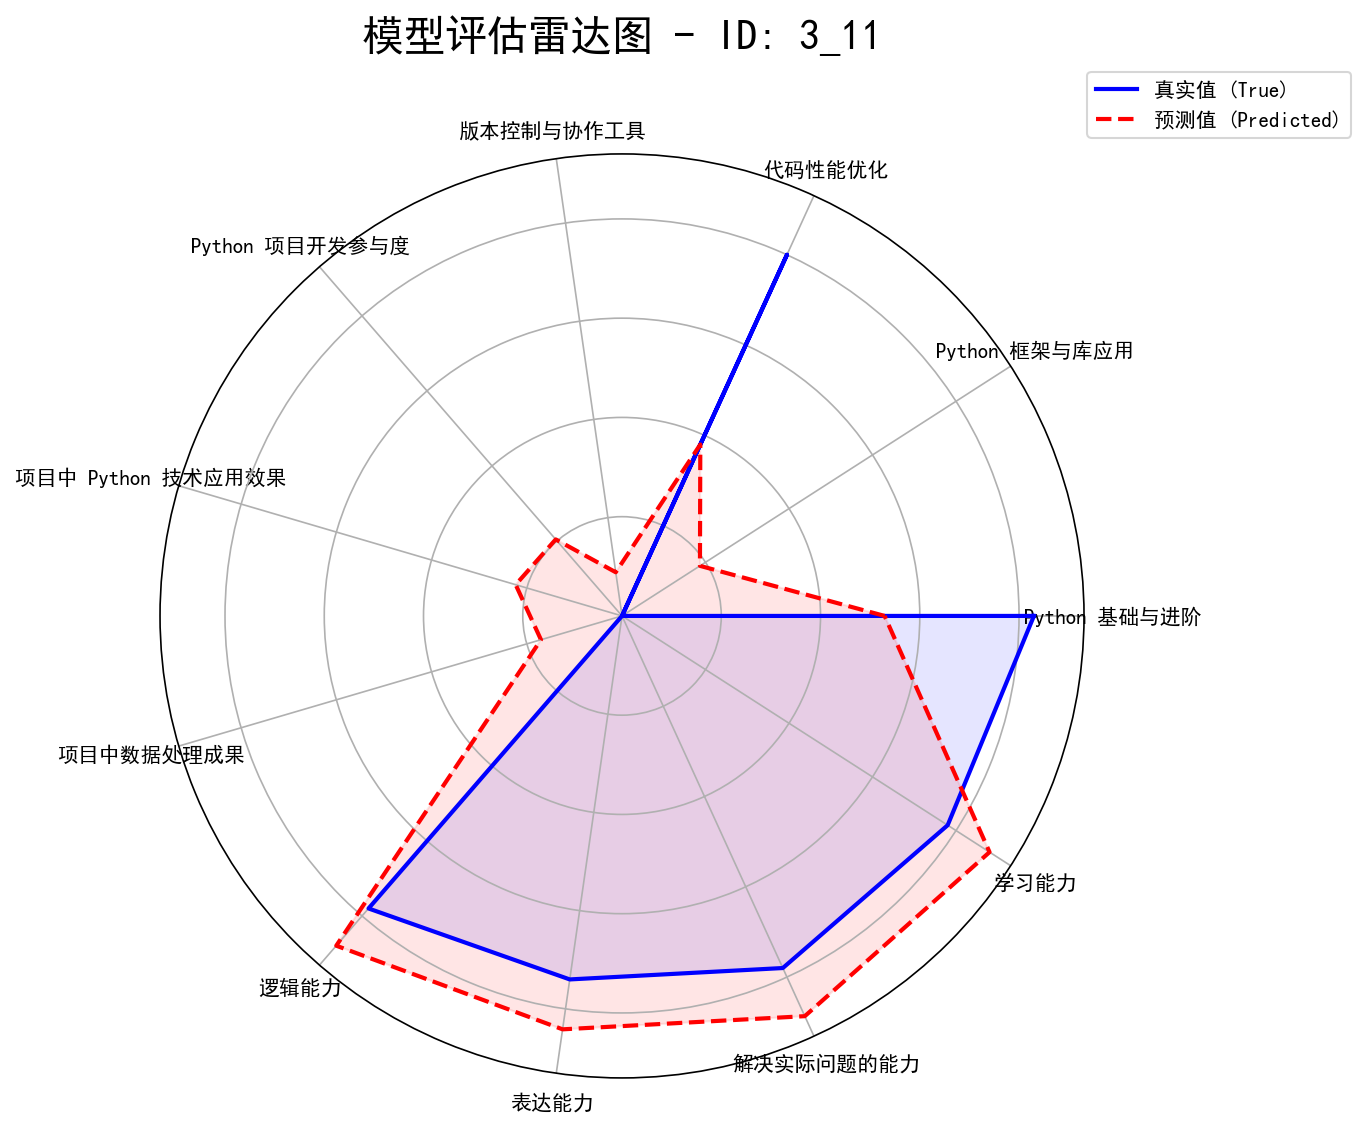 模型评估雷达图 - ID: 3_11
真实值 (True)
预测值 (Predicted)
版本控制与协作工具
代码性能优化
Python 项目开发参与度
Python 框架与库应用
项目中 Python 技术应用效果
Python 基础与进阶
项目中数据处理成果
学习能力
逻辑能力
解决实际问题的能力
表达能力